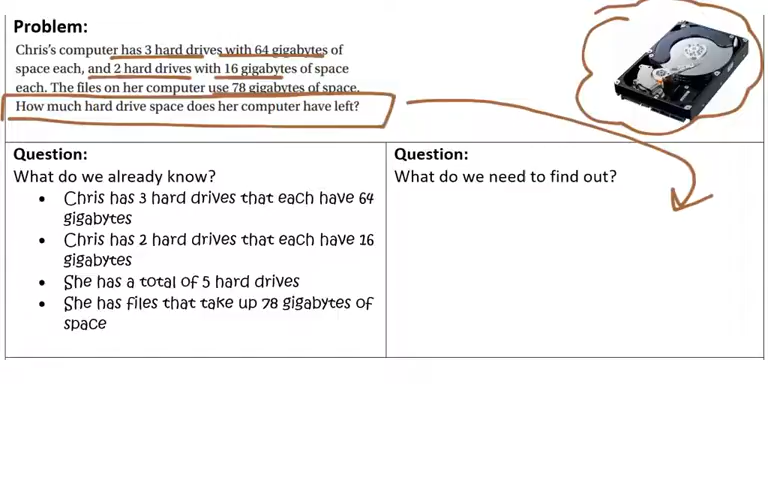 Problem:
Chris's computer has 3 hard drives with 64 gigabytes of
space each, and 2 hard drives with 16 gigabytes of space
each. The files on her computer use 78 gigabytes of space.
How much hard drive space does her computer have left?
Question:
What do we already know?
• Chris has 3 hard drives that each have 64
gigabytes
• Chris has 2 hard drives that each have 16
gigabytes
• She has a total of 5 hard drives
• She has files that take up 78 gigabytes of
space
Question:
What do we need to find out?